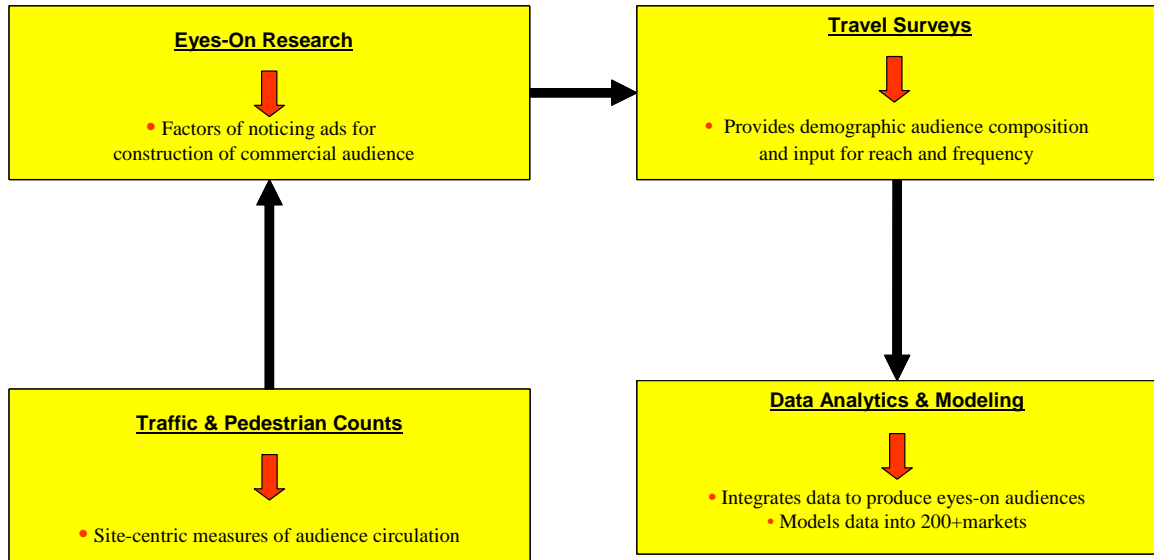 Eyes-On Research
• Factors of noticing ads for
construction of commercial audience
Travel Surveys
• Provides demographic audience composition
and input for reach and frequency
Traffic & Pedestrian Counts
• Site-centric measures of audience circulation
Data Analytics & Modeling
• Integrates data to produce eyes-on audiences
• Models data into 200+markets